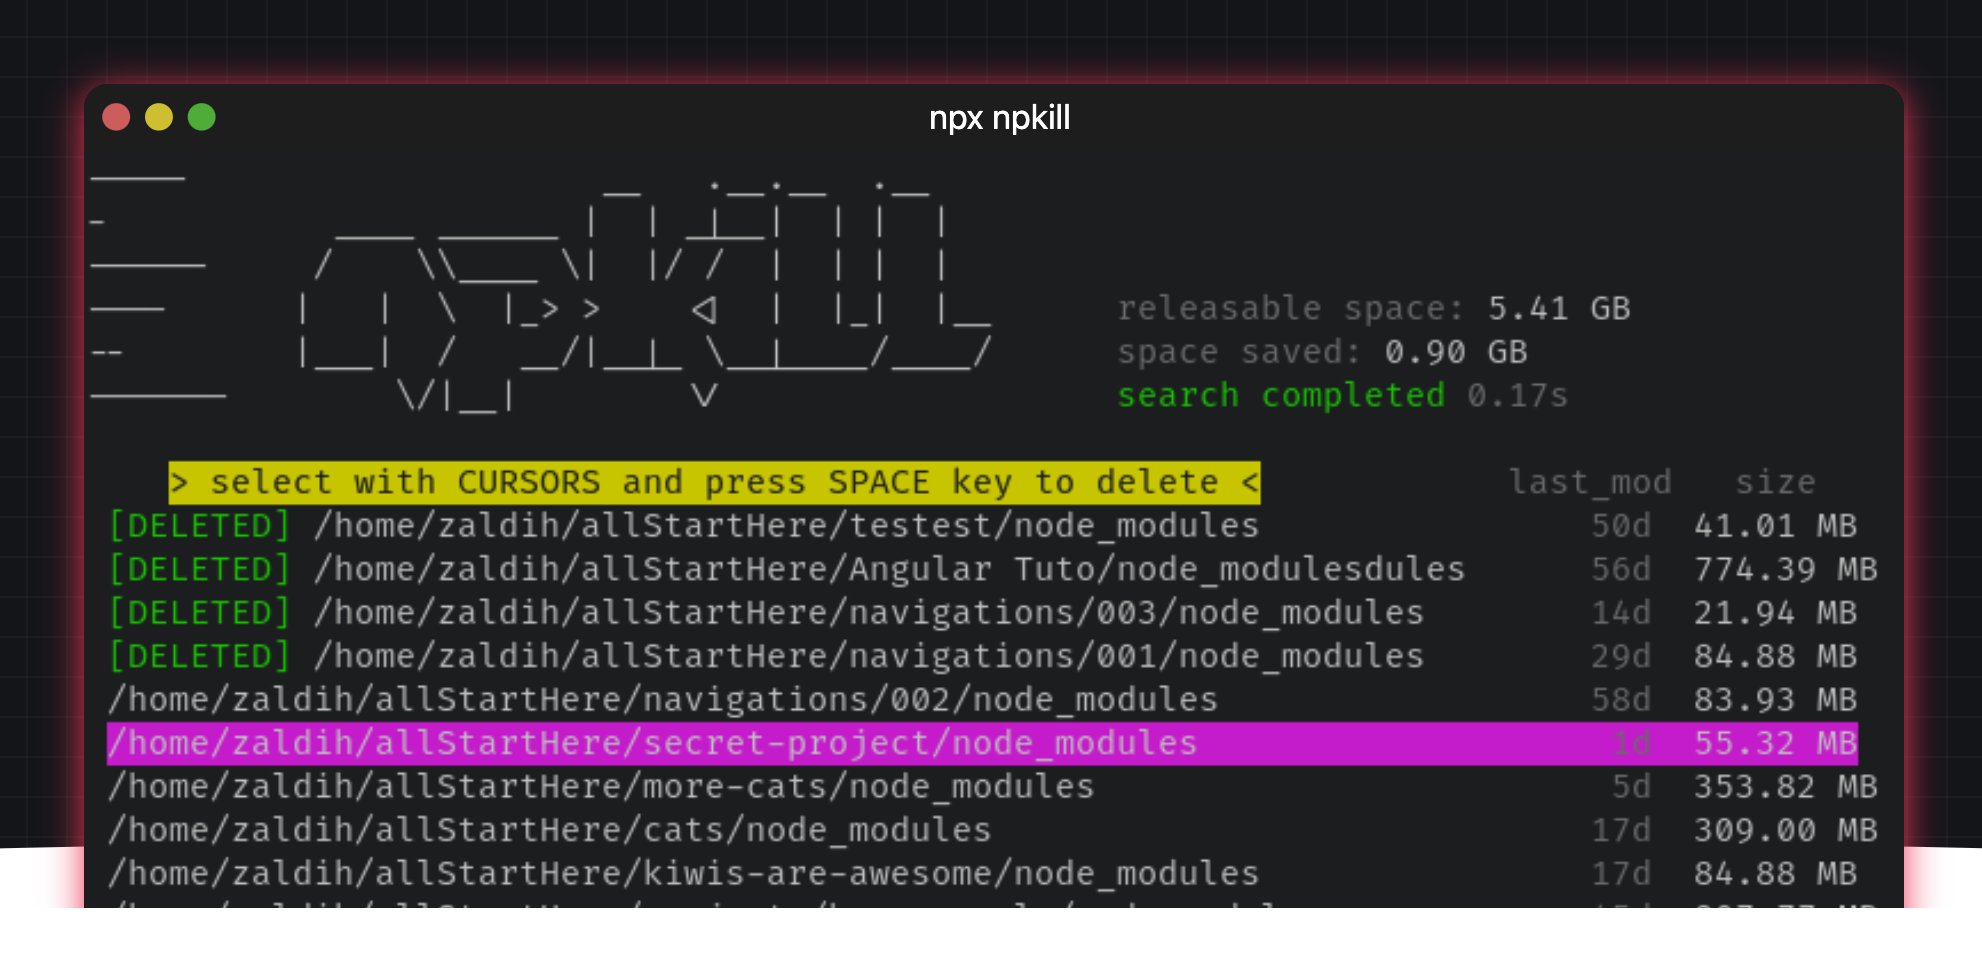 npx npkill
releasable space: 5.41 GB
space saved: 0.90 GB
search completed 0.17s
> select with CURSORS and press SPACE key to delete < last_mod size
[DELETED] /home/zaldih/allStartHere/testest/node_modules 50d 41.01 MB
[DELETED] /home/zaldih/allStartHere/Angular Tuto/node_modulesdules 56d 774.39 MB
[DELETED] /home/zaldih/allStartHere/navigations/003/node_modules 14d 21.94 MB
[DELETED] /home/zaldih/allStartHere/navigations/001/node_modules 29d 84.88 MB
/home/zaldih/allStartHere/navigations/002/node_modules 58d 83.93 MB
/home/zaldih/allStartHere/secret-project/node_modules 1d 55.32 MB
/home/zaldih/allStartHere/more-cats/node_modules 5d 353.82 MB
/home/zaldih/allStartHere/cats/node_modules 17d 309.00 MB
/home/zaldih/allStartHere/kiwis-are-awesome/node_modules 17d 84.88 MB